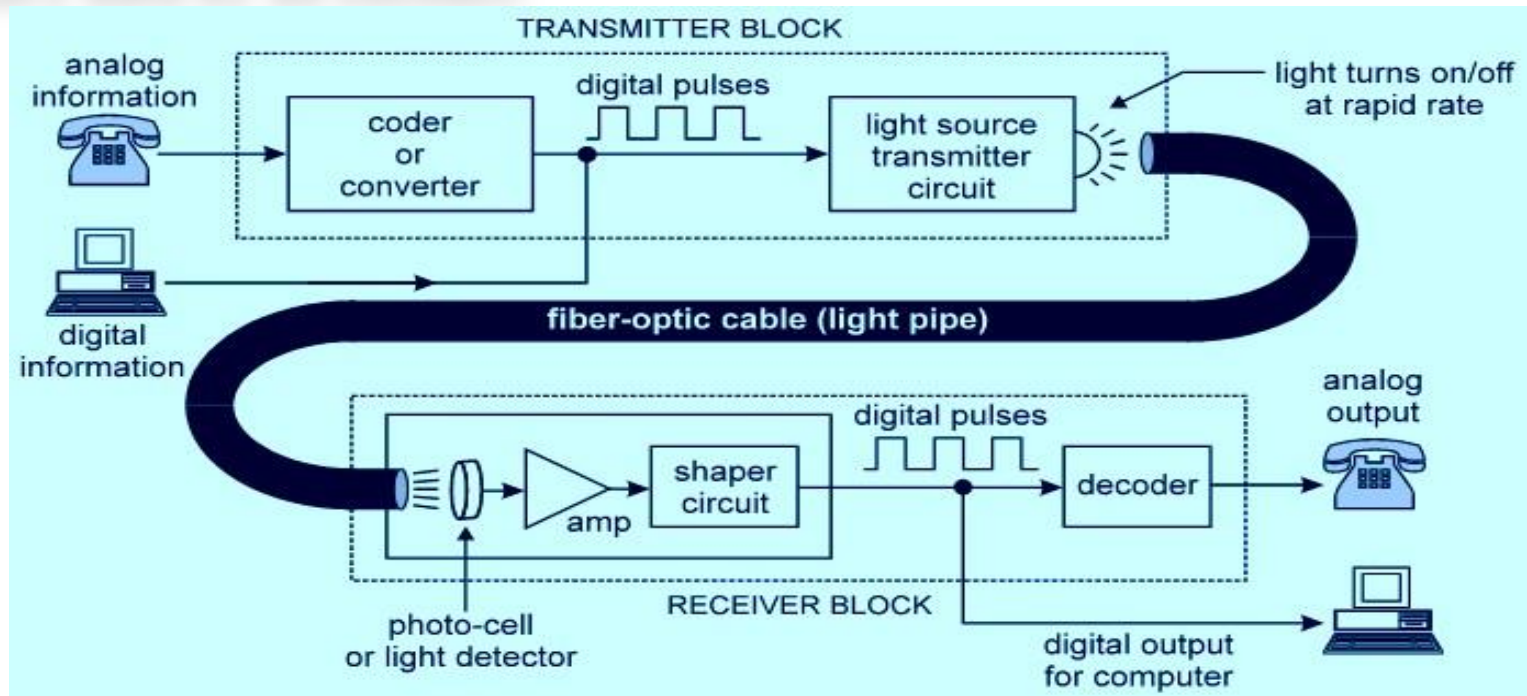 TRANSMITTER BLOCK
analog
information
digital pulses
light turns on/off
at rapid rate
coder
or
converter
light source
transmitter
circuit
digital
information
fiber-optic cable (light pipe)
analog
output
digital pulses
shaper
circuit
decoder
amp
RECEIVER BLOCK
photo-cell
or light detector
digital output
for computer